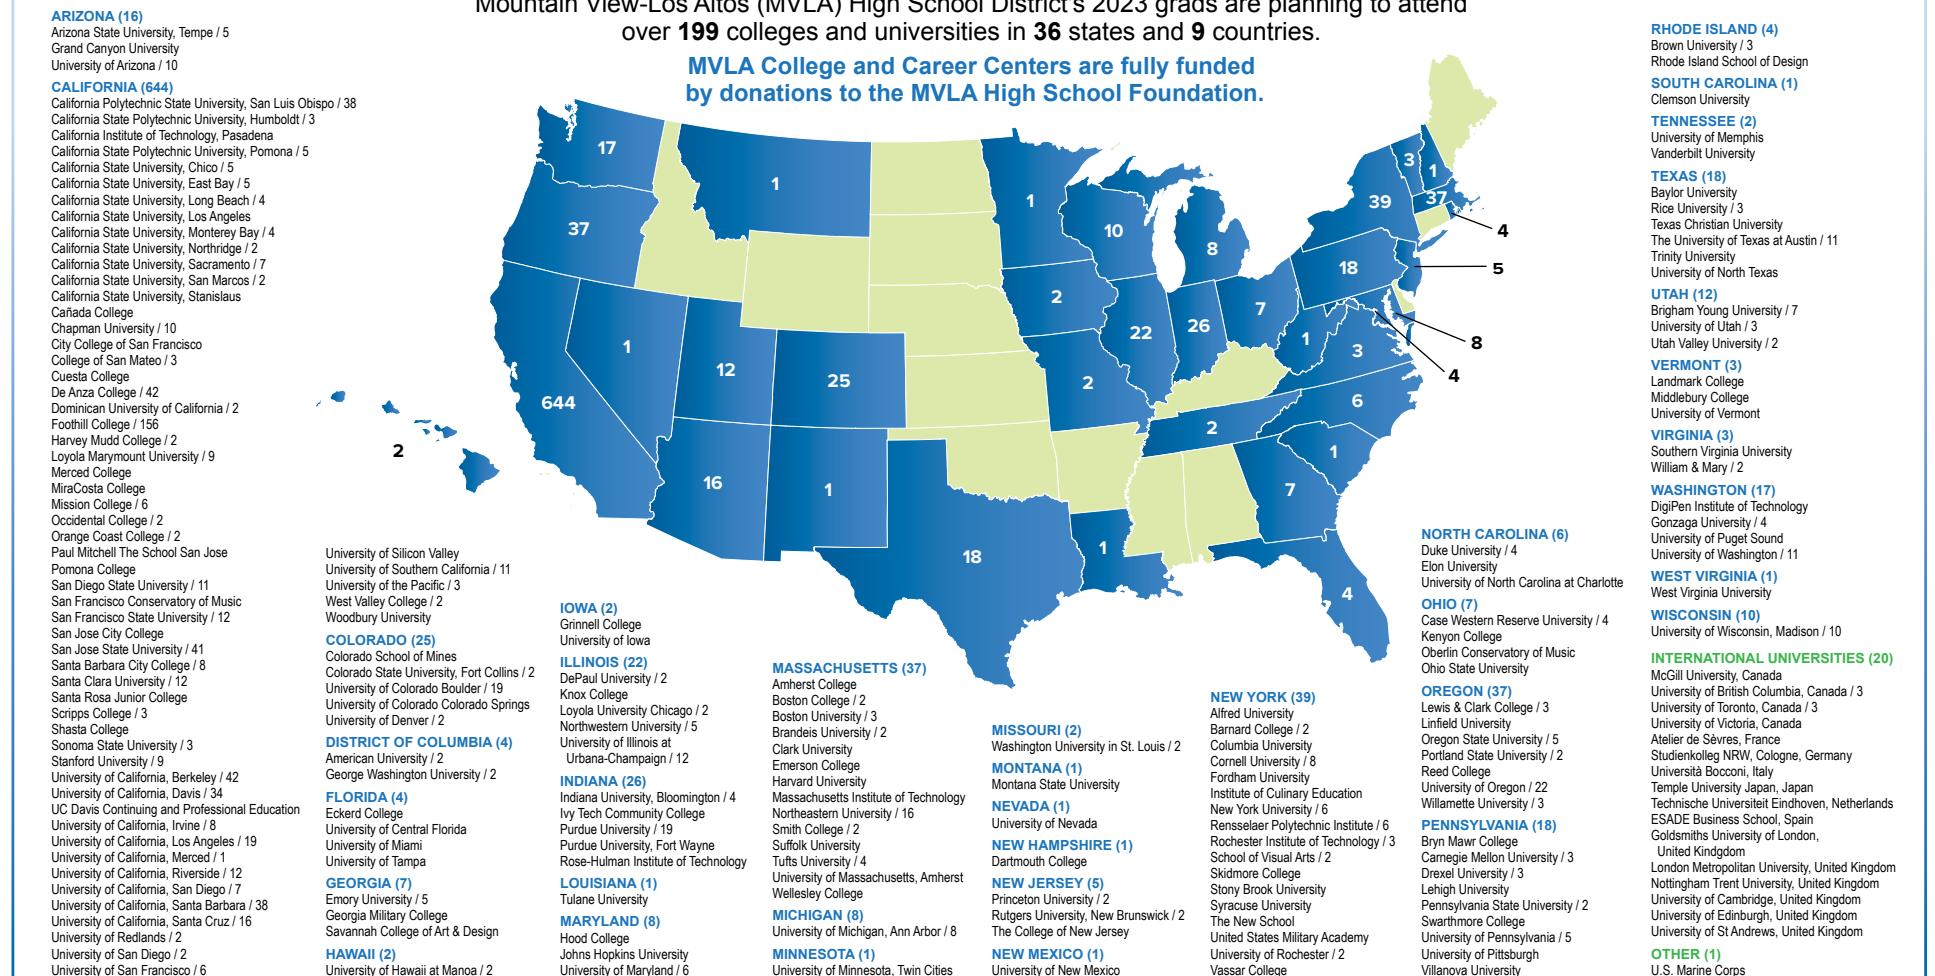 Mountain View-Los Altos (MVLA) High School District's 2023 grads are planning to attend
over 199 colleges and universities in 36 states and 9 countries.
MVLA College and Career Centers are fully funded
by donations to the MVLA High School Foundation.
ARIZONA (16)
Arizona State University, Tempe / 5
Grand Canyon University
University of Arizona / 10
CALIFORNIA (644)
California Polytechnic State University, San Luis Obispo / 38
California State Polytechnic University, Humboldt / 3
California Institute of Technology, Pasadena
California State Polytechnic University, Pomona / 5
California State University, Chico / 5
California State University, East Bay / 5
California State University, Long Beach / 4
California State University, Los Angeles
California State University, Monterey Bay / 4
California State University, Northridge / 2
California State University, Sacramento / 7
California State University, San Marcos / 2
California State University, Stanislaus
Cañada College
Chapman University / 10
City College of San Francisco
College of San Mateo / 3
Cuesta College
De Anza College / 42
Dominican University of California / 2
Foothill College / 156
Harvey Mudd College / 2
Loyola Marymount University / 9
Merced College
MiraCosta College
Mission College / 6
Occidental College / 2
Orange Coast College / 2
Paul Mitchell The School San Jose
Pomona College
San Diego State University / 11
San Francisco Conservatory of Music
San Francisco State University / 12
San Jose City College
San Jose State University / 41
Santa Barbara City College / 8
Santa Clara University / 12
Santa Rosa Junior College
Scripps College / 3
Shasta College
Sonoma State University / 3
Stanford University / 9
University of California, Berkeley / 42
University of California, Davis / 34
UC Davis Continuing and Professional Education
University of California, Irvine / 8
University of California, Los Angeles / 19
University of California, Merced / 1
University of California, Riverside / 12
University of California, San Diego / 7
University of California, Santa Barbara / 38
University of California, Santa Cruz / 16
University of Redlands / 2
University of San Diego / 2
University of San Francisco / 6
University of Silicon Valley
University of Southern California / 11
University of the Pacific / 3
West Valley College / 2
Woodbury University
COLORADO (25)
Colorado School of Mines
Colorado State University, Fort Collins / 2
University of Colorado Boulder / 19
University of Colorado Colorado Springs
University of Denver / 2
DISTRICT OF COLUMBIA (4)
American University / 2
George Washington University / 2
FLORIDA (4)
Eckerd College
University of Central Florida
University of Miami
University of Tampa
GEORGIA (7)
Emory University / 5
Georgia Military College
Savannah College of Art & Design
HAWAII (2)
University of Hawaii at Manoa / 2
IOWA (2)
Grinnell College
University of Iowa
ILLINOIS (22)
DePaul University / 2
Knox College
Loyola University Chicago / 2
Northwestern University / 5
University of Illinois at
Urbana-Champaign / 12
INDIANA (26)
Indiana University, Bloomington / 4
Ivy Tech Community College
Purdue University / 19
Purdue University, Fort Wayne
Rose-Hulman Institute of Technology
LOUISIANA (1)
Tulane University
MARYLAND (8)
Hood College
Johns Hopkins University
University of Maryland / 6
MASSACHUSETTS (37)
Amherst College
Boston College / 2
Boston University / 3
Brandeis University / 2
Clark University
Emerson College
Harvard University
Massachusetts Institute of Technology
Northeastern University / 16
Smith College / 2
Suffolk University
Tufts University / 4
University of Massachusetts, Amherst
Wellesley College
MICHIGAN (8)
University of Michigan, Ann Arbor / 8
MINNESOTA (1)
University of Minnesota, Twin Cities
MISSOURI (2)
Washington University in St. Louis / 2
MONTANA (1)
Montana State University
NEVADA (1)
University of Nevada
NEW HAMPSHIRE (1)
Dartmouth College
NEW JERSEY (5)
Princeton University / 2
Rutgers University, New Brunswick / 2
The College of New Jersey
NEW MEXICO (1)
University of New Mexico
NEW YORK (39)
Alfred University
Barnard College / 2
Columbia University
Cornell University / 8
Fordham University
Institute of Culinary Education
New York University / 6
Rensselaer Polytechnic Institute / 6
Rochester Institute of Technology / 3
School of Visual Arts / 2
Skidmore College
Stony Brook University
Syracuse University
The New School
United States Military Academy
University of Rochester / 2
Vassar College
NORTH CAROLINA (6)
Duke University / 4
Elon University
University of North Carolina at Charlotte
OHIO (7)
Case Western Reserve University / 4
Kenyon College
Oberlin Conservatory of Music
Ohio State University
OREGON (37)
Lewis & Clark College / 3
Linfield University
Oregon State University / 5
Portland State University / 2
Reed College
University of Oregon / 22
Willamette University / 3
PENNSYLVANIA (18)
Bryn Mawr College
Carnegie Mellon University / 3
Drexel University / 3
Lehigh University
Pennsylvania State University / 2
Swarthmore College
University of Pennsylvania / 5
University of Pittsburgh
Villanova University
RHODE ISLAND (4)
Brown University / 3
Rhode Island School of Design
SOUTH CAROLINA (1)
Clemson University
TENNESSEE (2)
University of Memphis
Vanderbilt University
TEXAS (18)
Baylor University
Rice University / 3
Texas Christian University
The University of Texas at Austin / 11
Trinity University
University of North Texas
UTAH (12)
Brigham Young University / 7
University of Utah / 3
Utah Valley University / 2
VERMONT (3)
Landmark College
Middlebury College
University of Vermont
VIRGINIA (3)
Southern Virginia University
William & Mary / 2
WASHINGTON (17)
DigiPen Institute of Technology
Gonzaga University / 4
University of Puget Sound
University of Washington / 11
WEST VIRGINIA (1)
West Virginia University
WISCONSIN (10)
University of Wisconsin, Madison / 10
INTERNATIONAL UNIVERSITIES (20)
McGill University, Canada
University of British Columbia, Canada / 3
University of Toronto, Canada / 3
University of Victoria, Canada
Atelier de Sèvres, France
Studienkolleg NRW, Cologne, Germany
Università Bocconi, Italy
Temple University Japan, Japan
Technische Universiteit Eindhoven, Netherlands
ESADE Business School, Spain
Goldsmiths University of London,
United Kindgdom
London Metropolitan University, United Kingdom
Nottingham Trent University, United Kingdom
University of Cambridge, United Kingdom
University of Edinburgh, United Kingdom
University of St Andrews, United Kingdom
OTHER (1)
U.S. Marine Corps
17
1
1
3
1
37
39
4
37
10
8
18
5
2
7
26
22
1
8
1
3
4
12
25
2
644
6
2
2
1
16
1
7
18
1
4